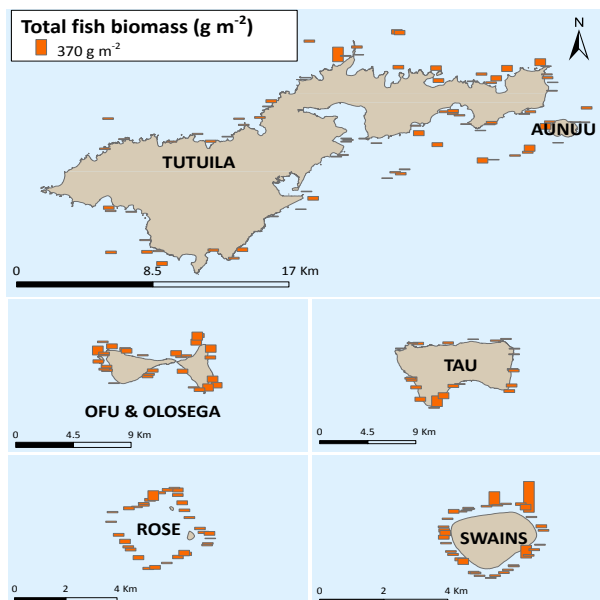 Total fish biomass (g m⁻²)
370 g m⁻²
N
AUNUU
TUTUILA
0 8.5 17 Km
TAU
OFU & OLOSEGA
0 4.5 9 Km
0 4.5 9 Km
ROSE
SWAINS
0 2 4 Km
0 2 4 Km